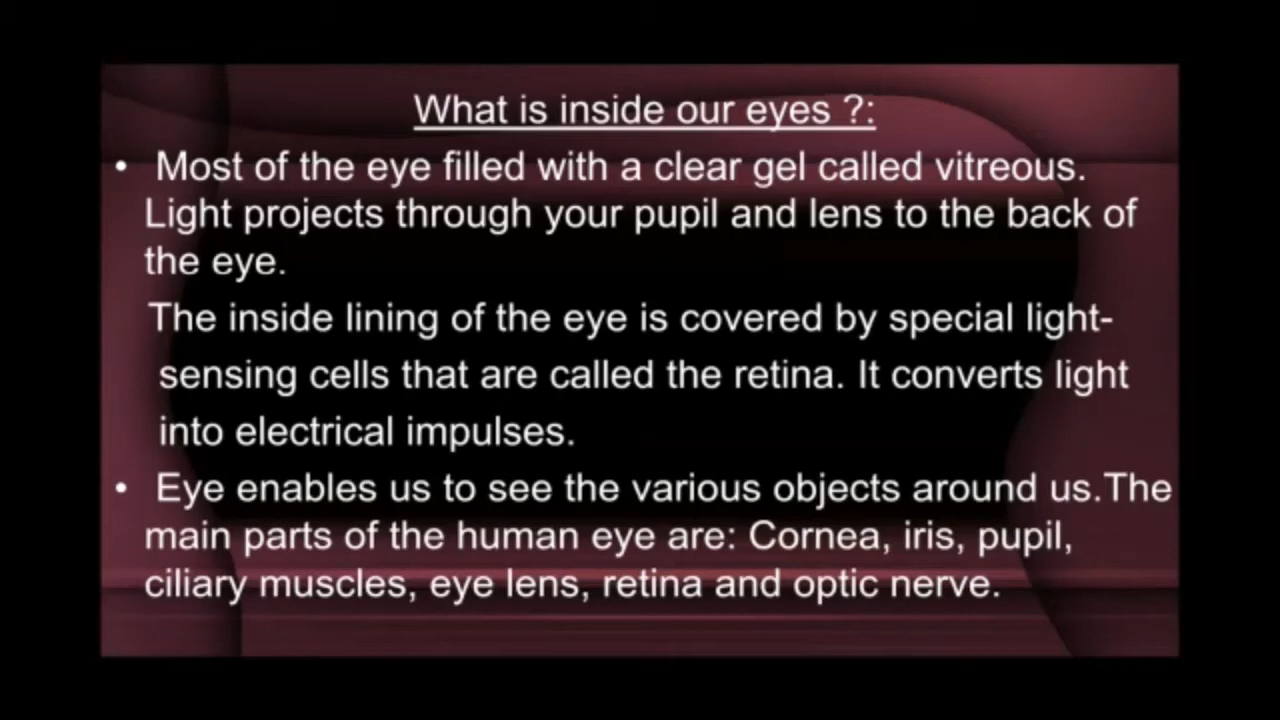 What is inside our eyes ?:
• Most of the eye filled with a clear gel called vitreous.
Light projects through your pupil and lens to the back of
the eye.
The inside lining of the eye is covered by special light-
sensing cells that are called the retina. It converts light
into electrical impulses.
• Eye enables us to see the various objects around us.The
main parts of the human eye are: Cornea, iris, pupil,
ciliary muscles, eye lens, retina and optic nerve.